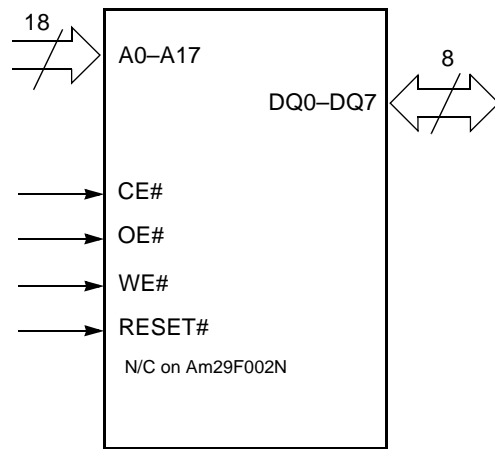 18
A0–A17
8
DQ0–DQ7
CE#
OE#
WE#
RESET#
N/C on Am29F002N